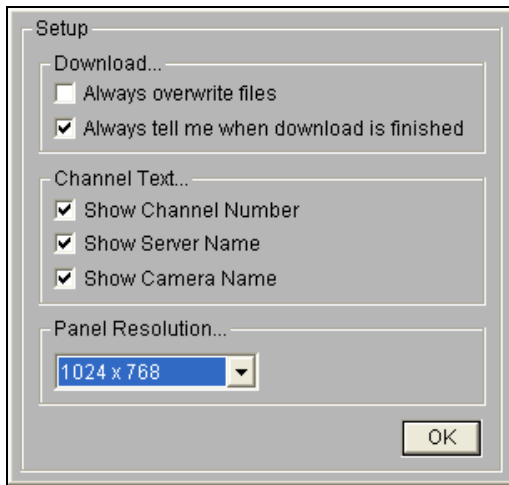 Setup
Download...
Always overwrite files
Always tell me when download is finished
Channel Text...
Show Channel Number
Show Server Name
Show Camera Name
Panel Resolution...
1024 x 768
OK